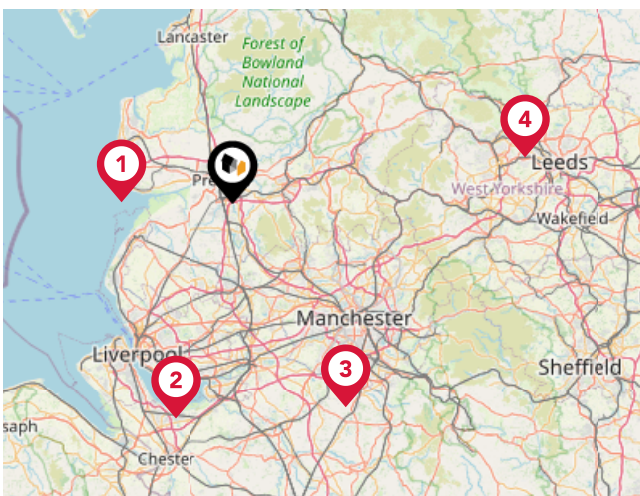 Lancaster
Forest of
Bowland
National
Landscape
1
4
Pre
Leeds
West Yorkshire
Wakefield
Manchester
Liverpool
2
3
Sheffield
saph
Chester